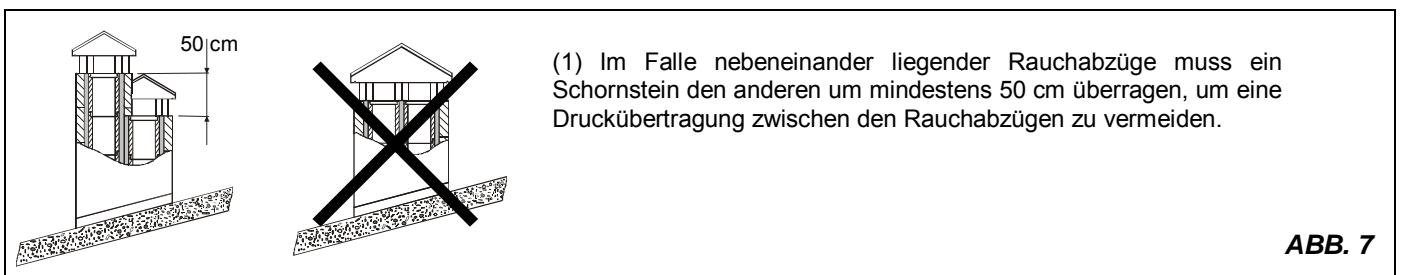 50 cm
(1) Im Falle nebeneinander liegender Rauchabzüge muss ein
Schornstein den anderen um mindestens 50 cm überragen, um eine
Druckübertragung zwischen den Rauchabzügen zu vermeiden.
ABB. 7